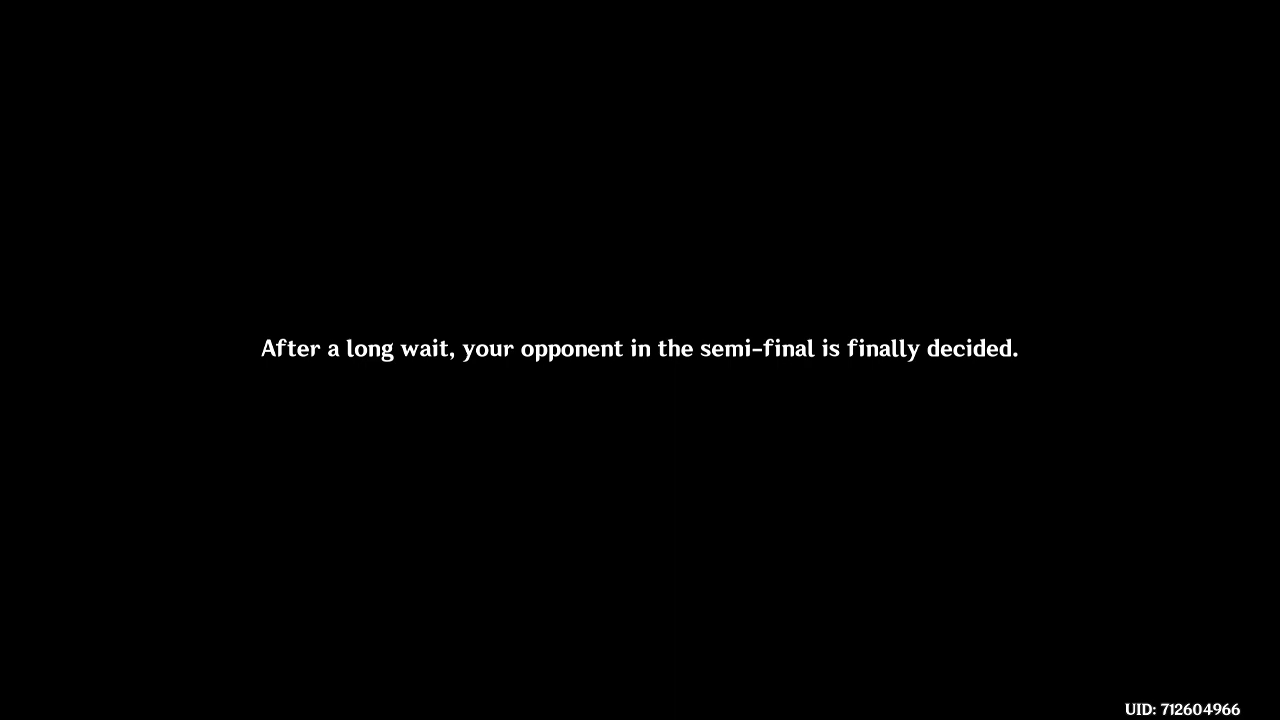 After a long wait, your opponent in the semi-final is finally decided.
UID: 712604966